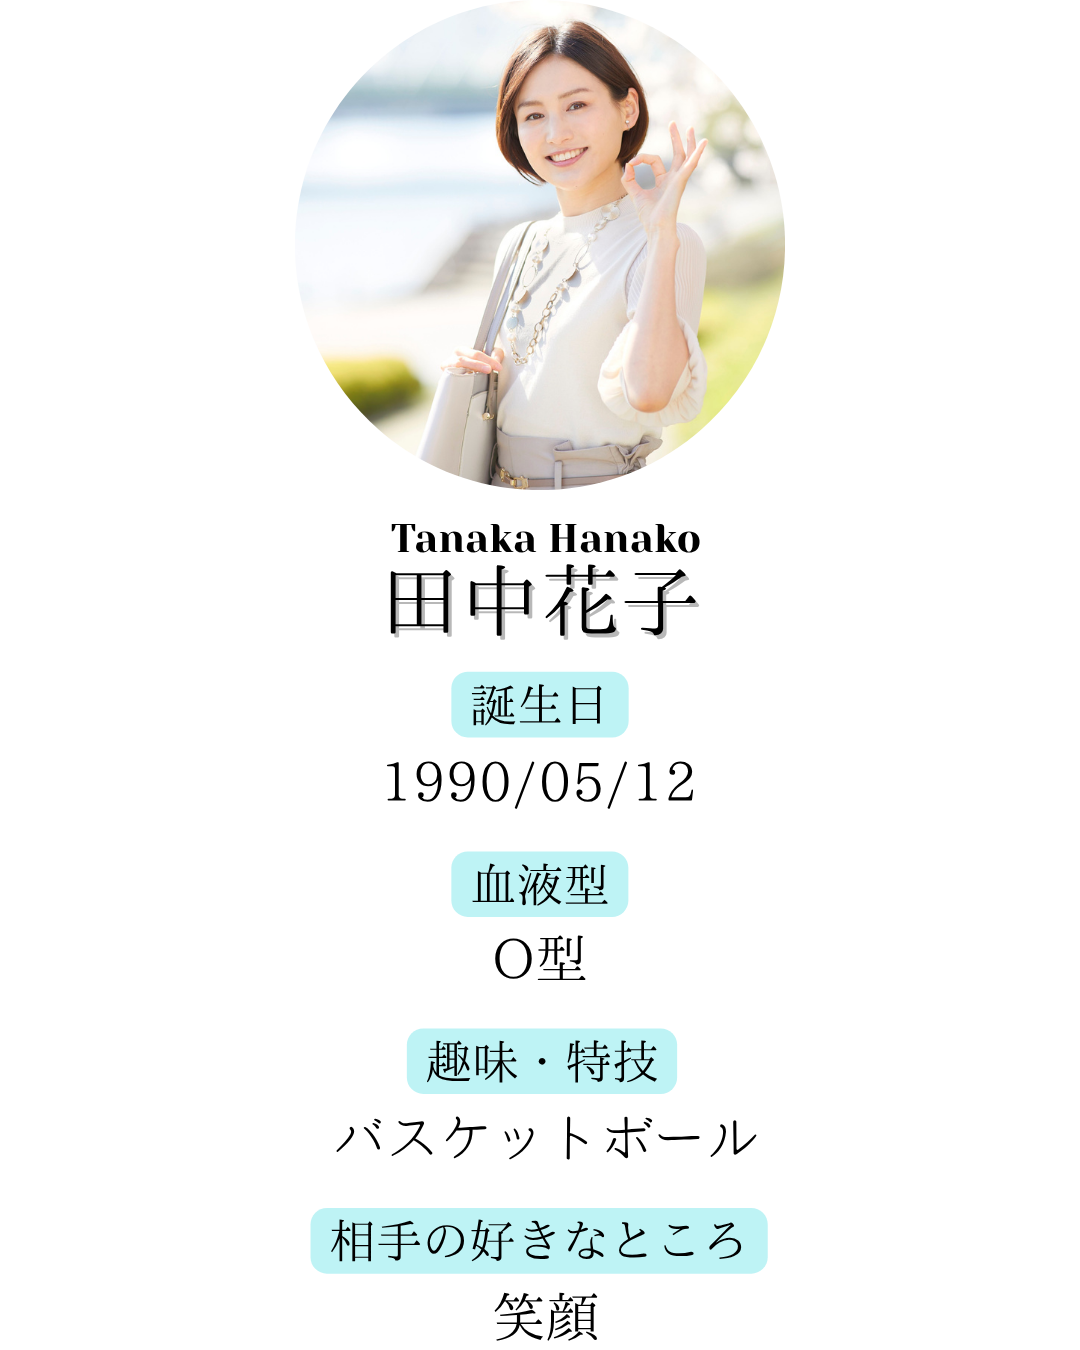 Tanaka Hanako
田中花子
誕生日
1990/05/12
血液型
O型
趣味・特技
バスケットボール
相手の好きなところ
笑顔